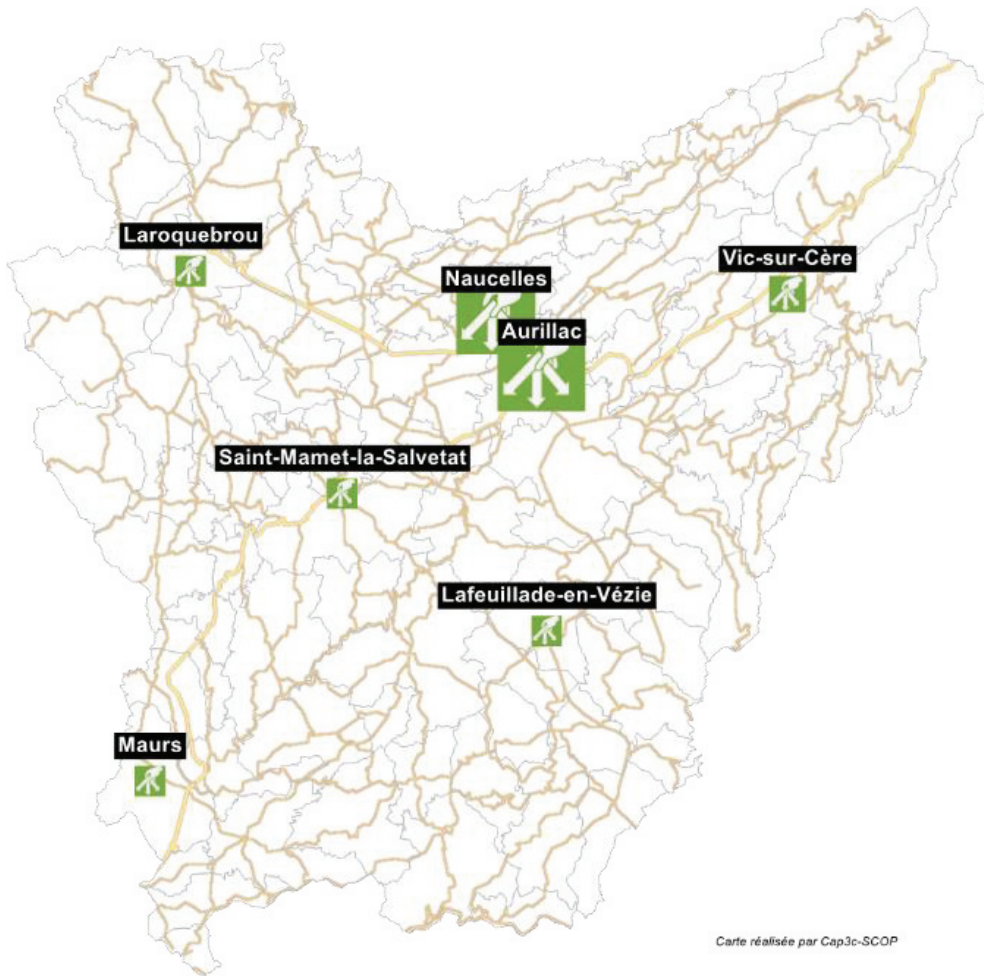 Laroquebrou
Vic-sur-Cère
Naucelles
Aurillac
Saint-Mamet-la-Salvetat
Lafeuillade-en-Vézie
Maurs
Carte réalisée par Cap3c-SCOP